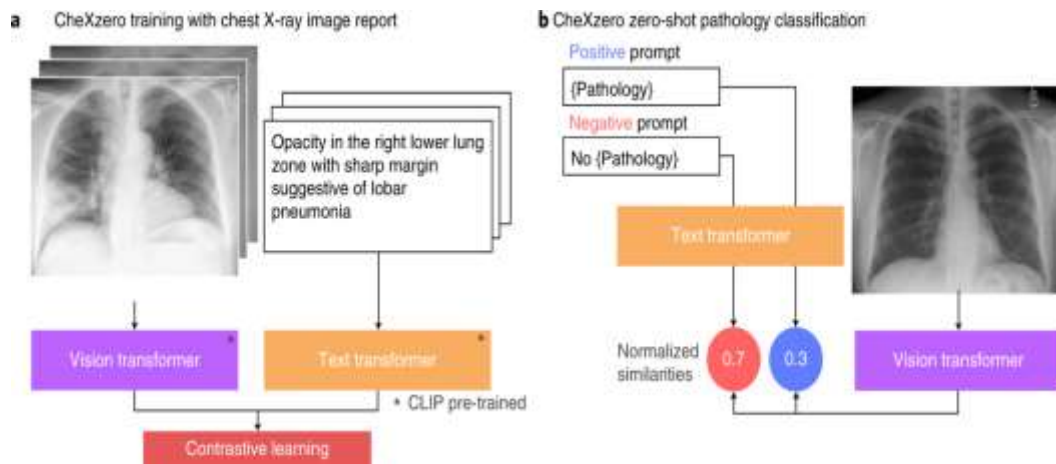 a CheXzero training with chest X-ray image report
Opacity in the right lower lung
zone with sharp margin
suggestive of lobar
pneumonia
Vision transformer *
Text transformer *
* CLIP pre-trained
Contrastive learning
b CheXzero zero-shot pathology classification
Positive prompt
{Pathology}
Negative prompt
No {Pathology}
Text transformer
Normalized
similarities
0.7
0.3
Vision transformer